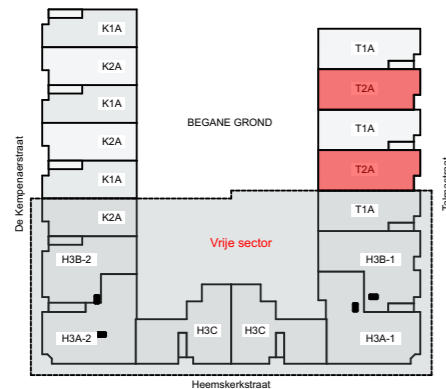 K1A
K2A
K1A
K2A
K1A
K2A
H3B-2
H3A-2
De Kempenaerstraat
BEGANE GROND
Vrije sector
H3C
H3C
T1A
T2A
T1A
T2A
T1A
H3B-1
H3A-1
Heemskerkstraat